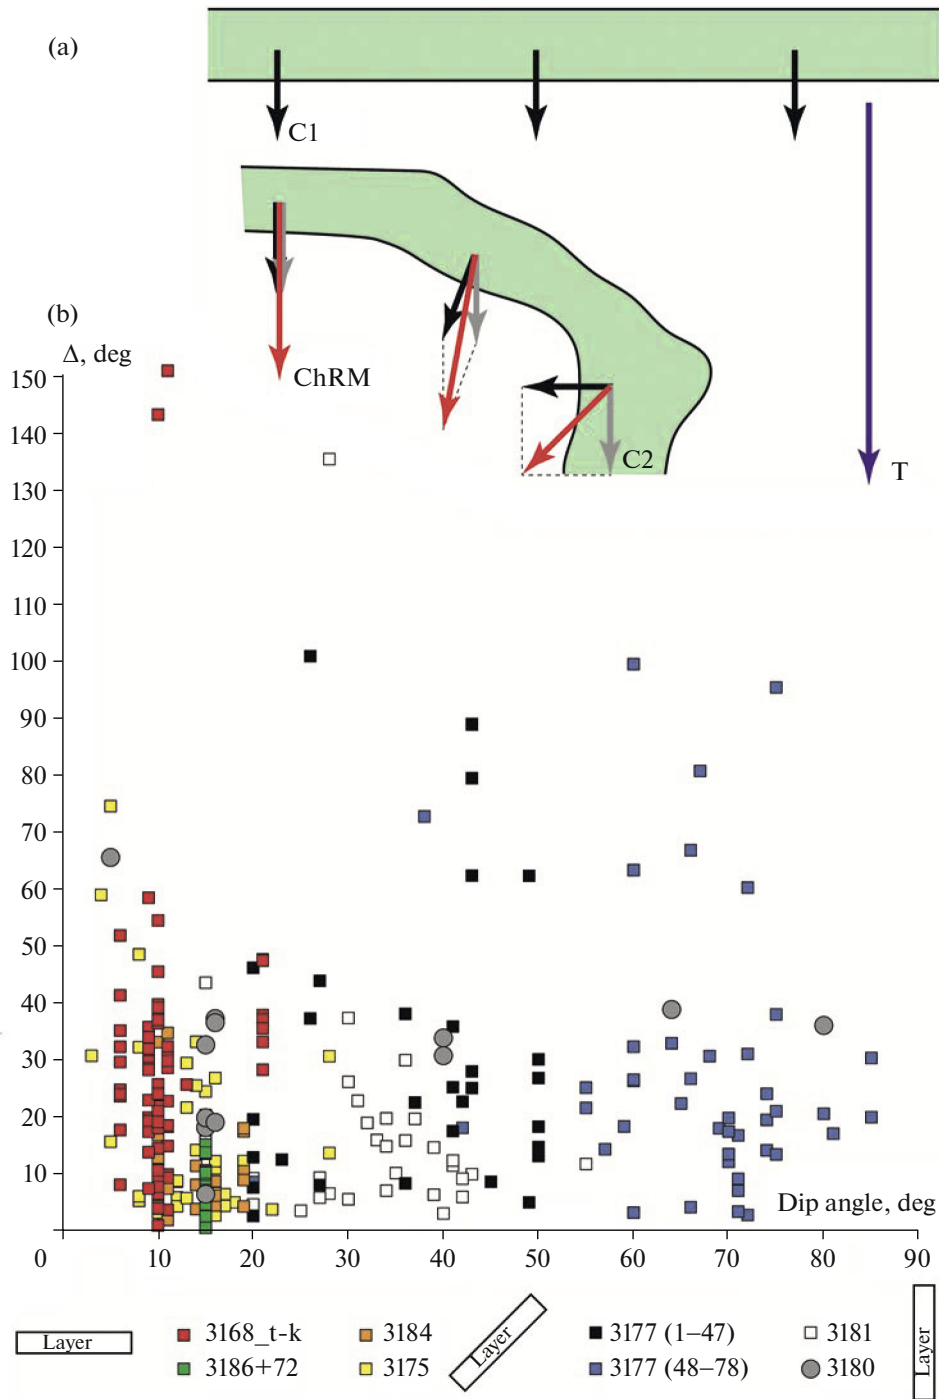 (a)
C1
(b)
Δ, deg
ChRM
C2
T
150
140
130
120
110
100
90
80
70
60
50
40
30
20
10
Dip angle, deg
0 10 20 30 40 50 60 70 80 90
Layer
3168_t-k
3186+72
3184
3175
Layer
3177 (1–47)
3177 (48–78)
3181
3180
Layer